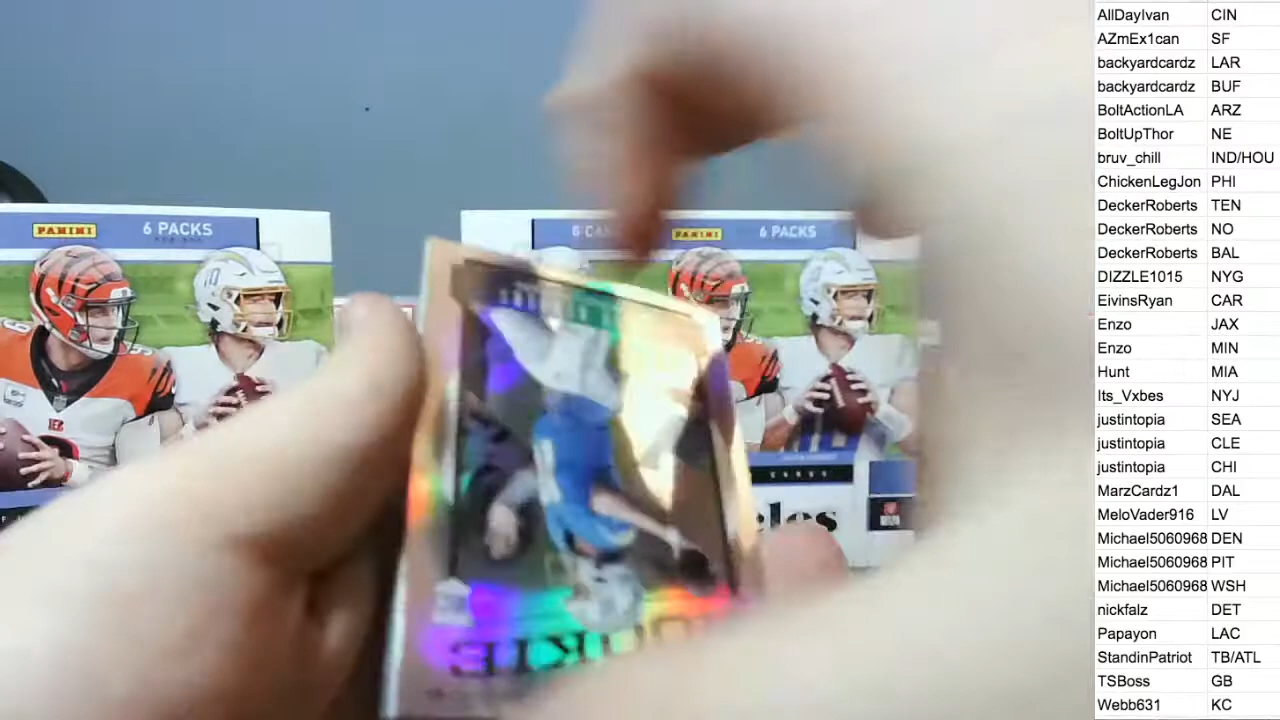 PANINI 6 PACKS
PANINI 6 PACKS
AllDayIvan CIN
AZmEx1can SF
backyardcardz LAR
backyardcardz BUF
BoltActionLA ARZ
BoltUpThor NE
bruv_chill IND/HOU
ChickenLegJon PHI
DeckerRoberts TEN
DeckerRoberts NO
DeckerRoberts BAL
DIZZLE1015 NYG
EivinsRyan CAR
Enzo JAX
Enzo MIN
Hunt MIA
Its_Vxbes NYJ
justintopia SEA
justintopia CLE
justintopia CHI
MarzCardz1 DAL
MeloVader916 LV
Michael5060968 DEN
Michael5060968 PIT
Michael5060968 WSH
nickfalz DET
Papayon LAC
StandinPatriot TB/ATL
TSBoss GB
Webb631 KC